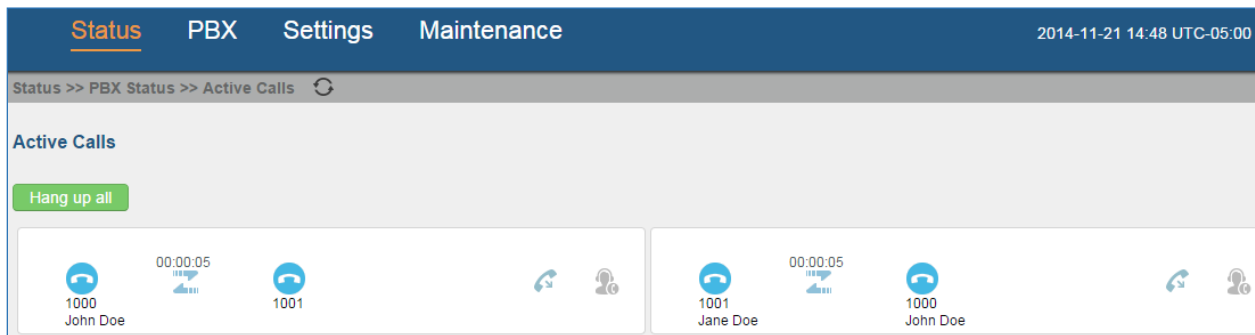 Status PBX Settings Maintenance 2014-11-21 14:48 UTC-05:00
Status >> PBX Status >> Active Calls
Active Calls
Hang up all
00:00:05 00:00:05
1000 1001 1001 1000
John Doe Jane Doe John Doe